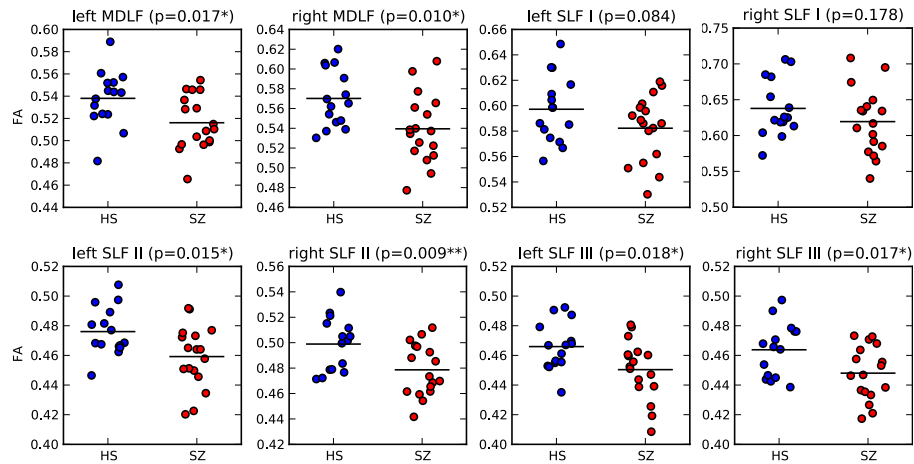 left MDLF (p=0.017*)
right MDLF (p=0.010*)
left SLF I (p=0.084)
right SLF I (p=0.178)
FA
0.60
0.58
0.56
0.54
0.52
0.50
0.48
0.46
0.44
HS
SZ
0.64
0.62
0.60
0.58
0.56
0.54
0.52
0.50
0.48
0.46
HS
SZ
0.66
0.64
0.62
0.60
0.58
0.56
0.54
0.52
HS
SZ
0.75
0.70
0.65
0.60
0.55
0.50
HS
SZ
left SLF II (p=0.015*)
right SLF II (p=0.009**)
left SLF III (p=0.018*)
right SLF III (p=0.017*)
FA
0.52
0.50
0.48
0.46
0.44
0.42
0.40
HS
SZ
0.56
0.54
0.52
0.50
0.48
0.46
0.44
0.42
HS
SZ
0.52
0.50
0.48
0.46
0.44
0.42
0.40
HS
SZ
0.52
0.50
0.48
0.46
0.44
0.42
0.40
HS
SZ